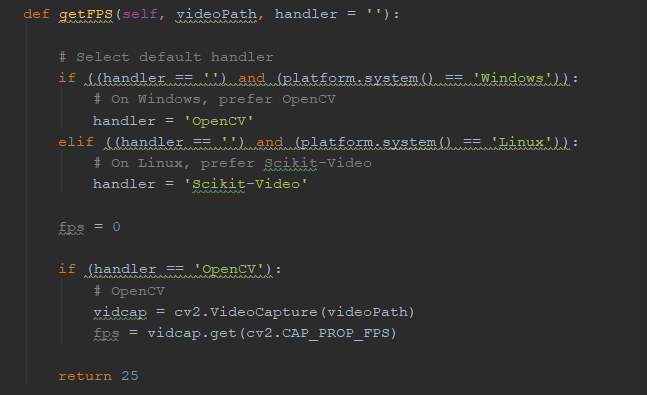 def getFPS(self, videoPath, handler = ''):
# Select default handler
if ((handler == '') and (platform.system() == 'Windows')):
# On Windows, prefer OpenCV
handler = 'OpenCV'
elif ((handler == '') and (platform.system() == 'Linux')):
# On Linux, prefer Scikit-Video
handler = 'Scikit-Video'
fps = 0
if (handler == 'OpenCV'):
# OpenCV
vidcap = cv2.VideoCapture(videoPath)
fps = vidcap.get(cv2.CAP_PROP_FPS)
return 25